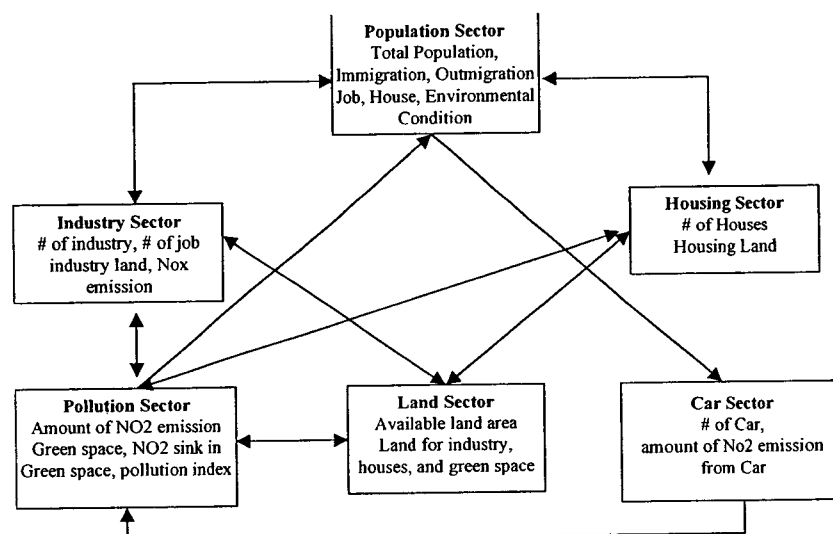 Population Sector
Total Population,
Immigration, Outmigration
Job, House, Environmental
Condition
Industry Sector
# of industry, # of job
industry land, Nox
emission
Housing Sector
# of Houses
Housing Land
Pollution Sector
Amount of NO2 emission
Green space, NO2 sink in
Green space, pollution index
Land Sector
Available land area
Land for industry,
houses, and green space
Car Sector
# of Car,
amount of No2 emission
from Car